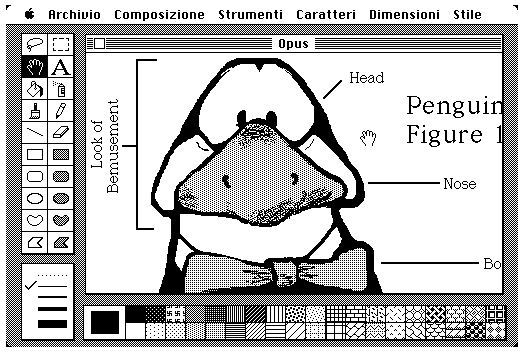 Archivio Composizione Strumenti Caratteri Dimensioni Stile
A
Opus
Head
Penguin
Figure 1
Look of
Bemusement
Nose
Bo